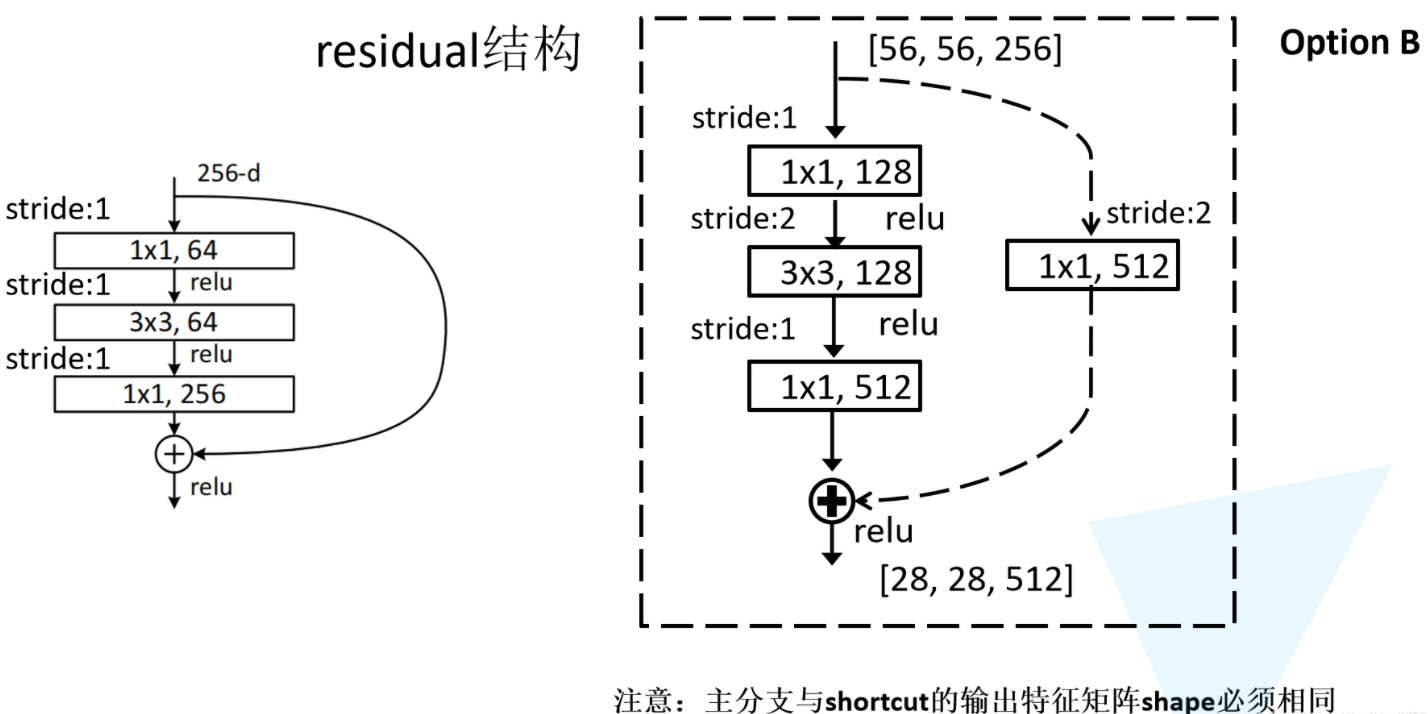 residual结构
256-d
stride:1
1x1, 64
relu
stride:1
3x3, 64
relu
stride:1
1x1, 256
relu
Option B
[56, 56, 256]
stride:1
1x1, 128
relu
stride:2
3x3, 128
relu
stride:1
1x1, 512
stride:2
1x1, 512
relu
[28, 28, 512]
注意：主分支与shortcut的输出特征矩阵shape必须相同